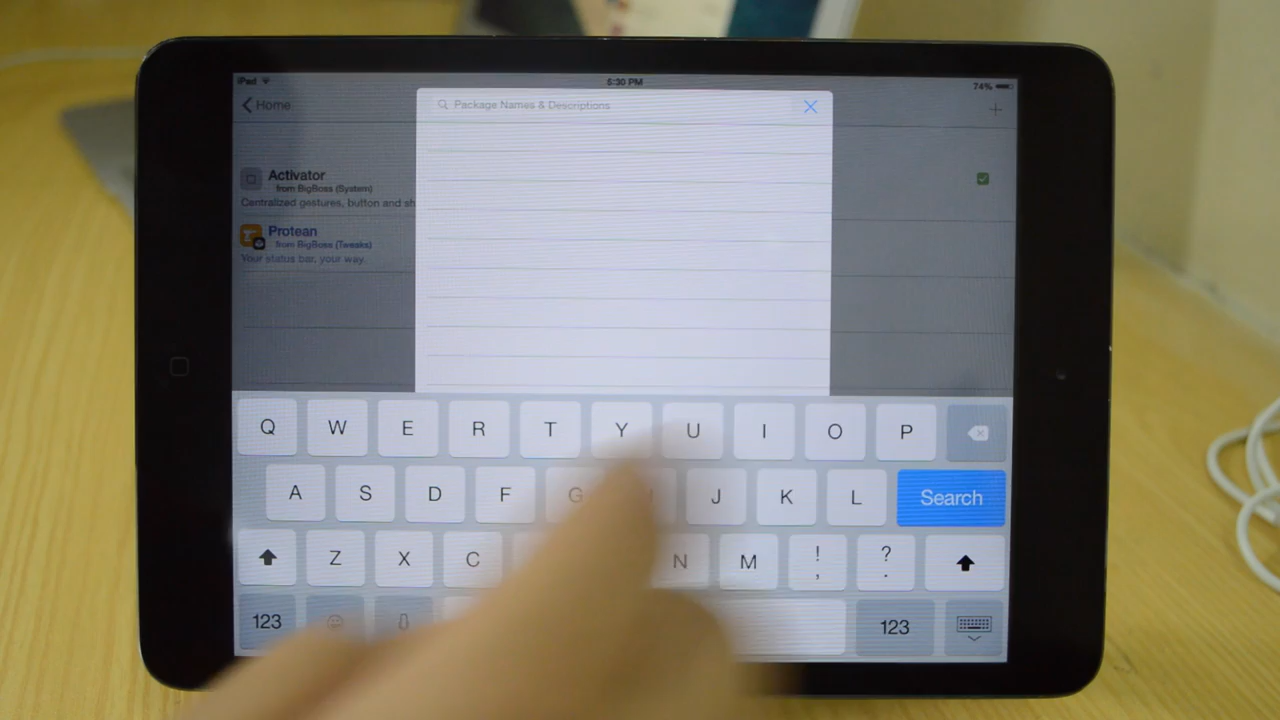 iPad 5:30 PM 74%
Home
Package Names & Descriptions
Activator
from BigBoss (System)
Centralized gestures, button and sh
Protean
from BigBoss (Tweaks)
Your status bar, your way.
Q W E R T Y U I O P
A S D F G J K L Search
Z X C N M ! , ? .
123 123